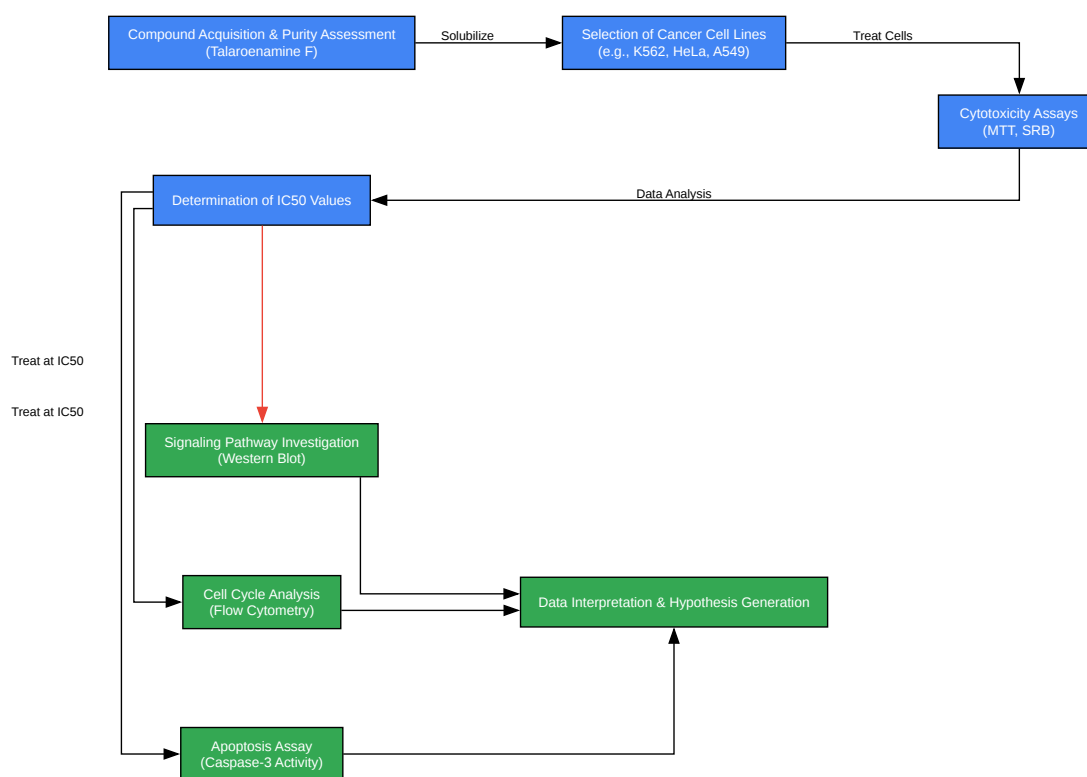 Compound Acquisition & Purity Assessment
(Talaroenamine F)
Solubilize
Selection of Cancer Cell Lines
(e.g., K562, HeLa, A549)
Treat Cells
Cytotoxicity Assays
(MTT, SRB)
Data Analysis
Determination of IC50 Values
Treat at IC50
Treat at IC50
Signaling Pathway Investigation
(Western Blot)
Cell Cycle Analysis
(Flow Cytometry)
Data Interpretation & Hypothesis Generation
Apoptosis Assay
(Caspase-3 Activity)